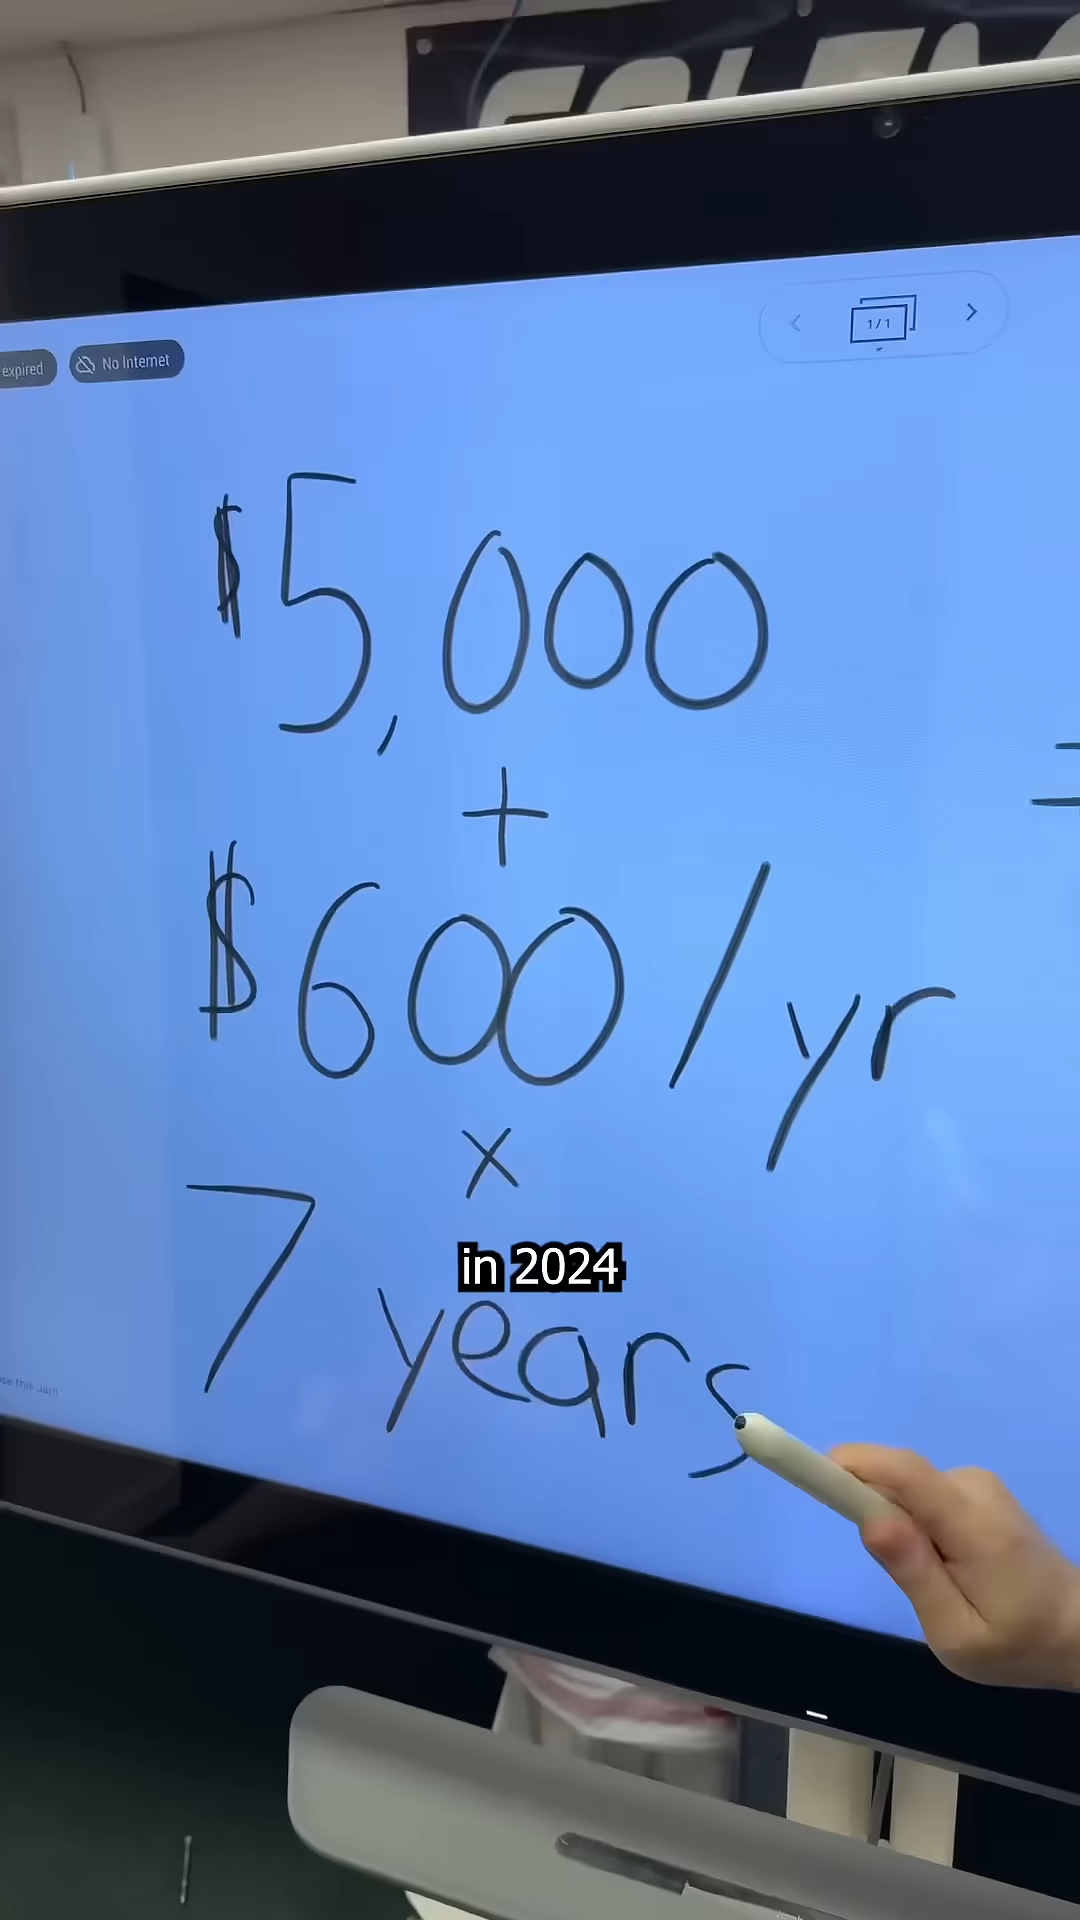 expired
No Internet
1/1
$5,000
+
$600/yr
x
7 years
in 2024
=